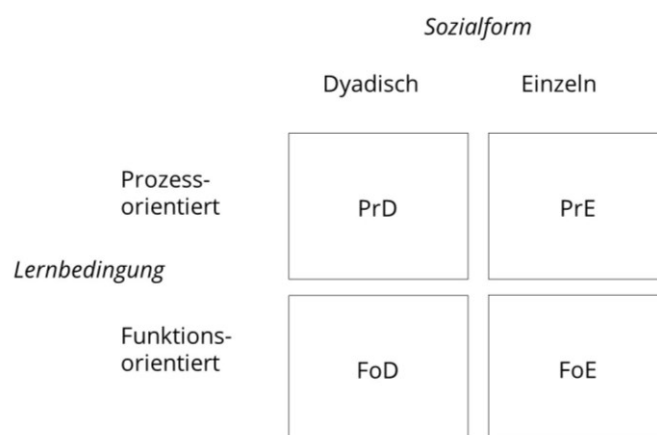 Sozialform
Dyadisch Einzeln
Prozess-
orientiert
PrD PrE
Lernbedingung
Funktions-
orientiert
FoD FoE